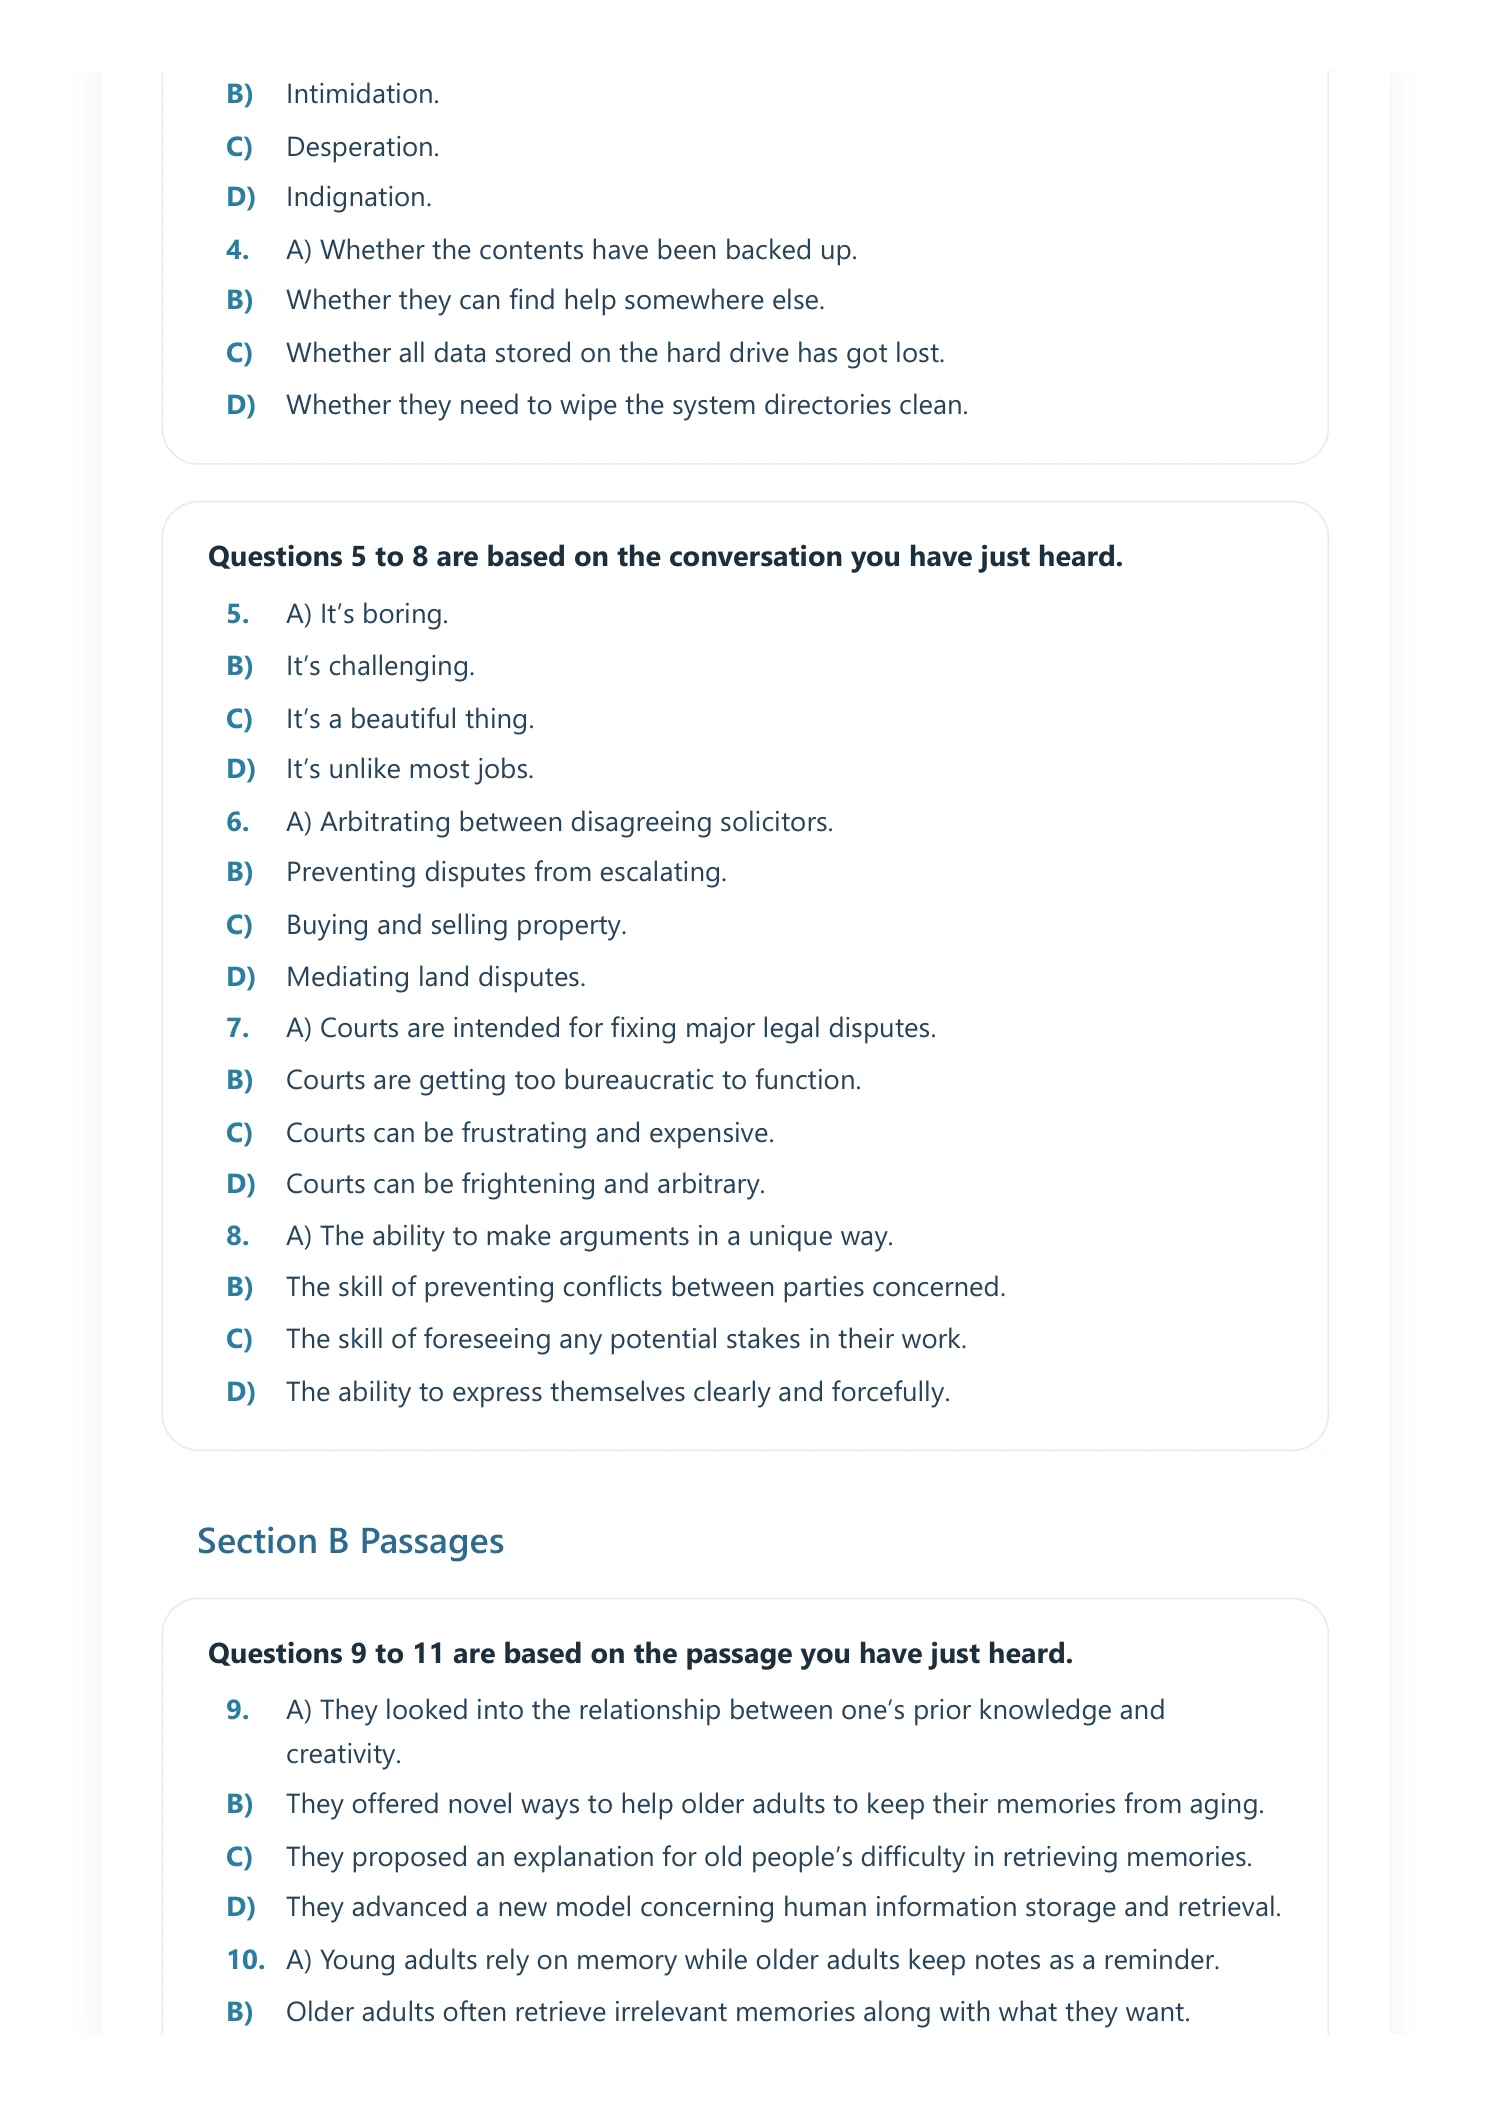 B) Intimidation.
C) Desperation.
D) Indignation.
4. A) Whether the contents have been backed up.
B) Whether they can find help somewhere else.
C) Whether all data stored on the hard drive has got lost.
D) Whether they need to wipe the system directories clean.
Questions 5 to 8 are based on the conversation you have just heard.
5. A) It’s boring.
B) It’s challenging.
C) It’s a beautiful thing.
D) It’s unlike most jobs.
6. A) Arbitrating between disagreeing solicitors.
B) Preventing disputes from escalating.
C) Buying and selling property.
D) Mediating land disputes.
7. A) Courts are intended for fixing major legal disputes.
B) Courts are getting too bureaucratic to function.
C) Courts can be frustrating and expensive.
D) Courts can be frightening and arbitrary.
8. A) The ability to make arguments in a unique way.
B) The skill of preventing conflicts between parties concerned.
C) The skill of foreseeing any potential stakes in their work.
D) The ability to express themselves clearly and forcefully.
Section B Passages
Questions 9 to 11 are based on the passage you have just heard.
9. A) They looked into the relationship between one’s prior knowledge and
creativity.
B) They offered novel ways to help older adults to keep their memories from aging.
C) They proposed an explanation for old people’s difficulty in retrieving memories.
D) They advanced a new model concerning human information storage and retrieval.
10. A) Young adults rely on memory while older adults keep notes as a reminder.
B) Older adults often retrieve irrelevant memories along with what they want.